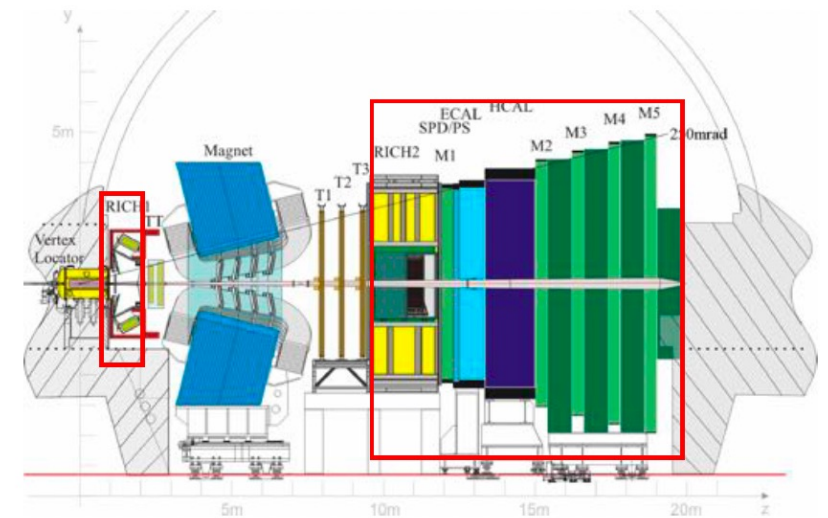 y
5m
Magnet
Vertex
Locator
RICH1
TT
T1
T2
T3
RICH2
SPD/PS
ECAL
HCAL
M1
M2
M3
M4
M5
5m
10m
15m
20m
z